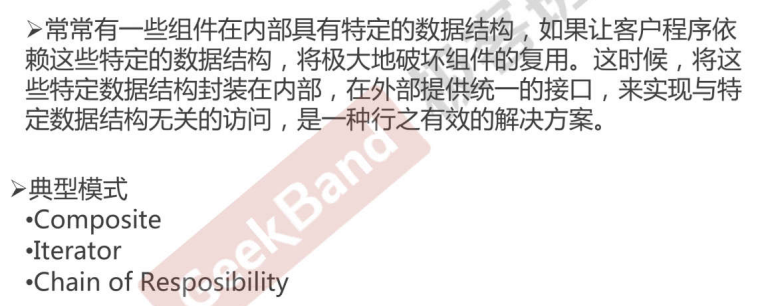 ➢常常有一些组件在内部具有特定的数据结构，如果让客户程序依
赖这些特定的数据结构，将极大地破坏组件的复用。这时候，将这
些特定数据结构封装在内部，在外部提供统一的接口，来实现与特
定数据结构无关的访问，是一种行之有效的解决方案。
➢典型模式
•Composite
•Iterator
•Chain of Resposibility
GeekBand